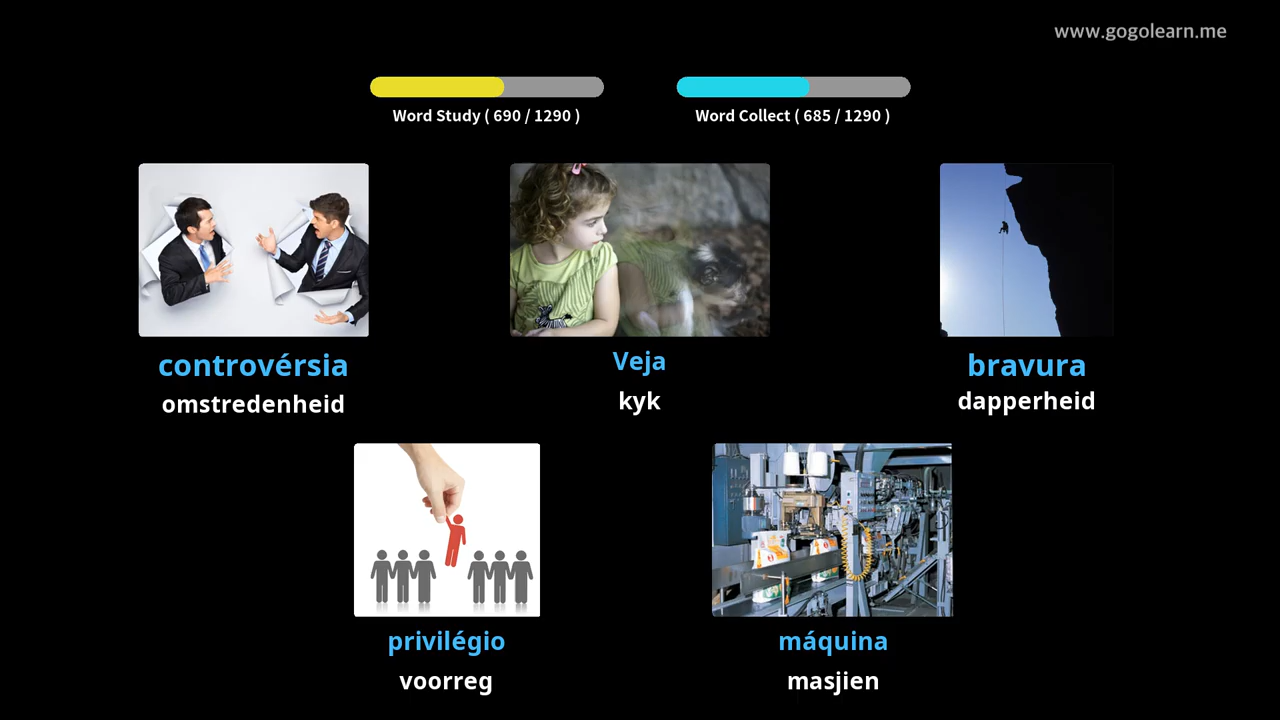 www.gogolearn.me
Word Study ( 690 / 1290 )
Word Collect ( 685 / 1290 )
controvérsia
omstredenheid
Veja
kyk
bravura
dapperheid
privilégio
voorreg
máquina
masjien